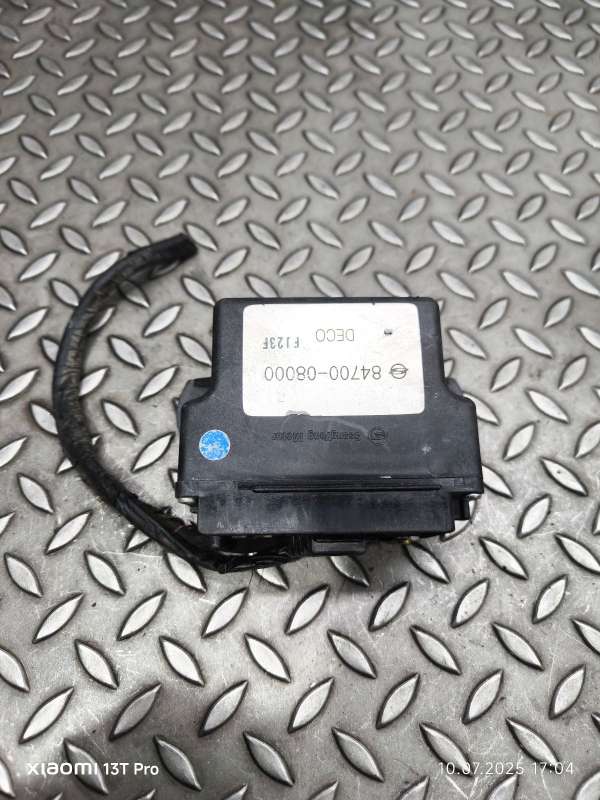 84700-08000
DECO F123F
SsangYong Motor
XIAOMI 13T Pro
10.07.2025 17:04